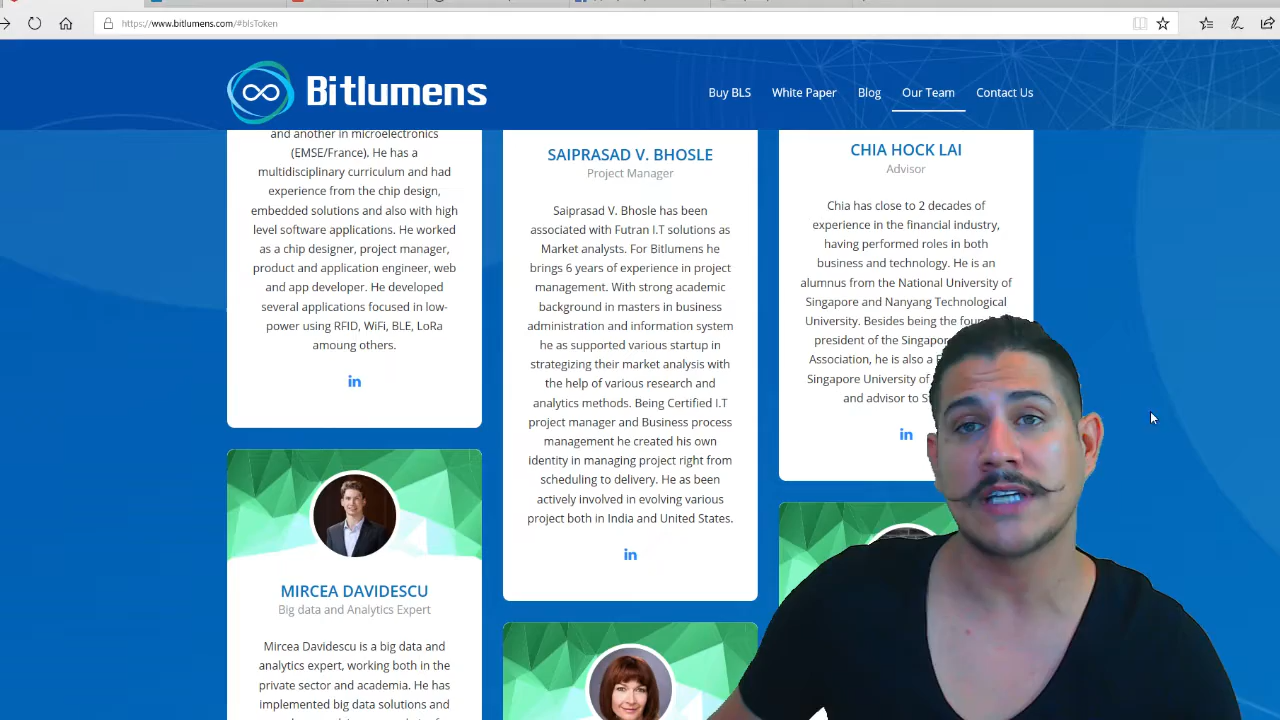 https://www.bitlumens.com/#blsToken
Bitlumens
Buy BLS
White Paper
Blog
Our Team
Contact Us
and another in microelectronics
(EMSE/France). He has a
multidisciplinary curriculum and had
experience from the chip design,
embedded solutions and also with high
level software applications. He worked
as a chip designer, project manager,
product and application engineer, web
and app developer. He developed
several applications focused in low-
power using RFID, WiFi, BLE, LoRa
amoung others.
in
MIRCEA DAVIDESCU
Big data and Analytics Expert
Mircea Davidescu is a big data and
analytics expert, working both in the
private sector and academia. He has
implemented big data solutions and
SAIPRASAD V. BHOSLE
Project Manager
Saiprasad V. Bhosle has been
associated with Futran I.T solutions as
Market analysts. For Bitlumens he
brings 6 years of experience in project
management. With strong academic
background in masters in business
administration and information system
he as supported various startup in
strategizing their market analysis with
the help of various research and
analytics methods. Being Certified I.T
project manager and Business process
management he created his own
identity in managing project right from
scheduling to delivery. He as been
actively involved in evolving various
project both in India and United States.
in
CHIA HOCK LAI
Advisor
Chia has close to 2 decades of
experience in the financial industry,
having performed roles in both
business and technology. He is an
alumnus from the National University of
Singapore and Nanyang Technological
University. Besides being the
president of the
Association, he is also a
Singapore University of
and advisor to
in